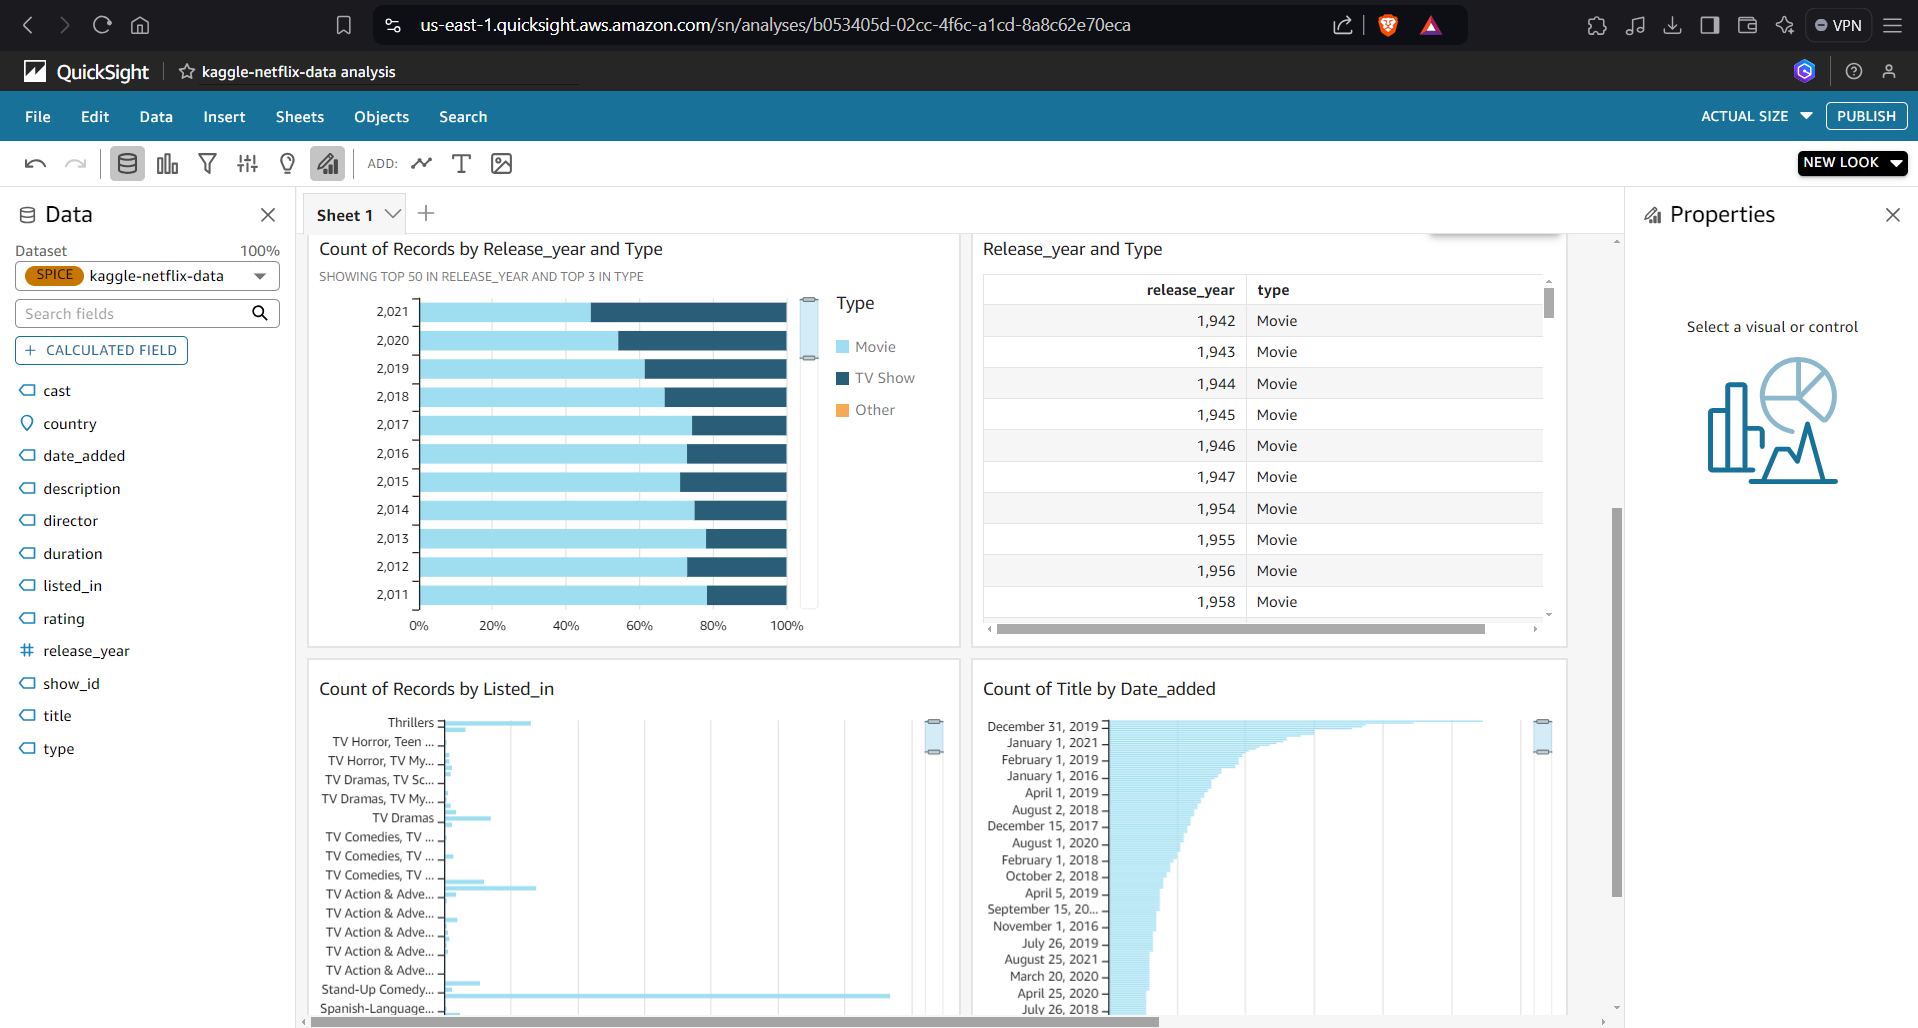 us-east-1.quicksight.aws.amazon.com/sn/analyses/b053405d-02cc-4f6c-a1cd-8a8c62e70eca
VPN
QuickSight
kaggle-netflix-data analysis
File
Edit
Data
Insert
Sheets
Objects
Search
ACTUAL SIZE
PUBLISH
ADD:
NEW LOOK
Data
Dataset
100%
SPICE
kaggle-netflix-data
Search fields
+ CALCULATED FIELD
cast
country
date_added
description
director
duration
listed_in
rating
release_year
show_id
title
type
Sheet 1
Count of Records by Release_year and Type
SHOWING TOP 50 IN RELEASE_YEAR AND TOP 3 IN TYPE
2,021
2,020
2,019
2,018
2,017
2,016
2,015
2,014
2,013
2,012
2,011
0%
20%
40%
60%
80%
100%
Type
Movie
TV Show
Other
Release_year and Type
release_year type
1,942 Movie
1,943 Movie
1,944 Movie
1,945 Movie
1,946 Movie
1,947 Movie
1,954 Movie
1,955 Movie
1,956 Movie
1,958 Movie
Count of Records by Listed_in
Thrillers
TV Horror, Teen ...
TV Horror, TV My...
TV Dramas, TV Sc...
TV Dramas, TV My...
TV Dramas
TV Comedies, TV ...
TV Comedies, TV ...
TV Comedies, TV ...
TV Action & Adve...
TV Action & Adve...
TV Action & Adve...
TV Action & Adve...
TV Action & Adve...
Stand-Up Comedy...
Spanish-Language...
Count of Title by Date_added
December 31, 2019
January 1, 2021
February 1, 2019
January 1, 2016
April 1, 2019
August 2, 2018
December 15, 2017
August 1, 2020
February 1, 2018
October 2, 2018
April 5, 2019
September 15, 20...
November 1, 2016
July 26, 2019
August 25, 2021
March 20, 2020
April 25, 2020
July 26, 2018
Properties
Select a visual or control